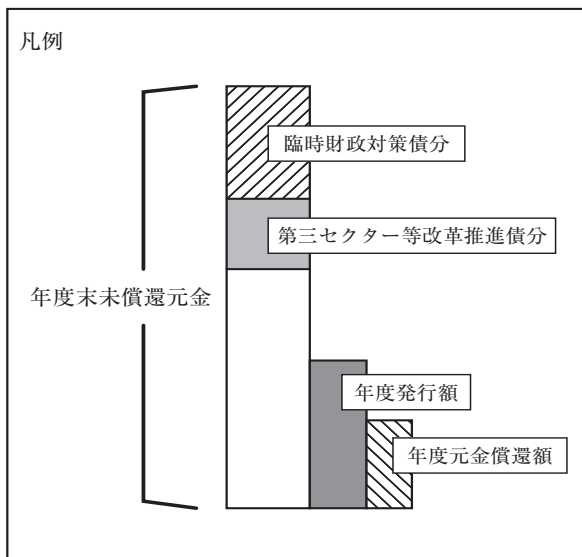 凡例
臨時財政対策債分
第三セクター等改革推進債分
年度末未償還元金
年度発行額
年度元金償還額